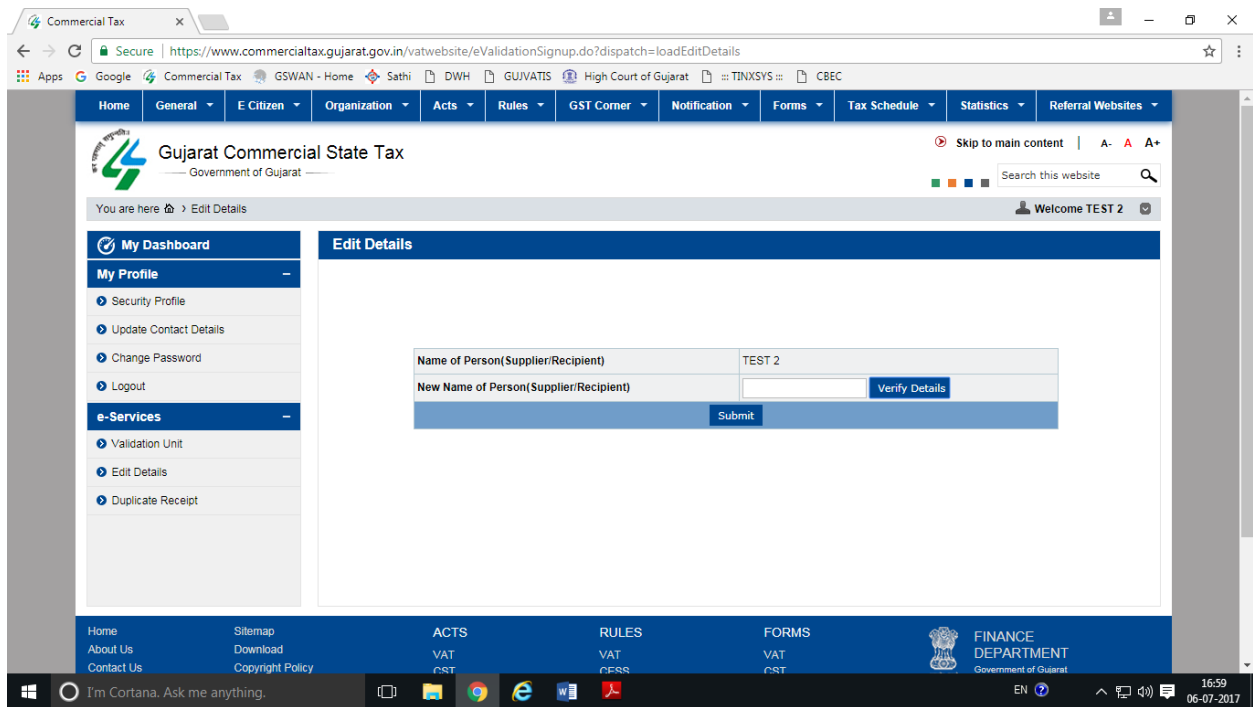 Commercial Tax
Secure | https://www.commercialtax.gujarat.gov.in/vatwebsite/eValidationSignup.do?dispatch=loadEditDetails
Apps Google Commercial Tax GSWAN - Home Sathi DWH GUJVATIS High Court of Gujarat ::: TINXSYS ::: CBEC
Home General E Citizen Organization Acts Rules GST Corner Notification Forms Tax Schedule Statistics Referral Websites
Gujarat Commercial State Tax
Government of Gujarat
Skip to main content | A- A A+
Search this website
You are here > Edit Details
Welcome TEST 2
My Dashboard
My Profile –
Security Profile
Update Contact Details
Change Password
Logout
e-Services –
Validation Unit
Edit Details
Duplicate Receipt
Edit Details
Name of Person(Supplier/Recipient) TEST 2
New Name of Person(Supplier/Recipient) Verify Details
Submit
Home Sitemap ACTS RULES FORMS
About Us Download VAT VAT VAT
Contact Us Copyright Policy CST CESS CST
FINANCE
DEPARTMENT
Government of Gujarat
I'm Cortana. Ask me anything.
EN
16:59
06-07-2017